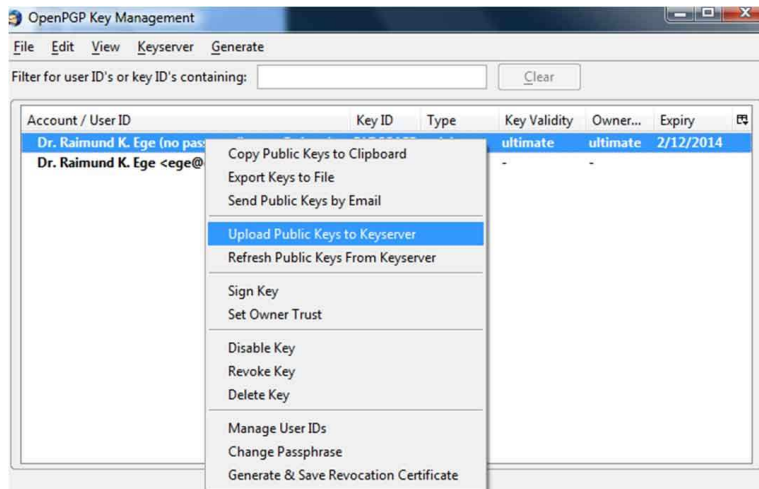 OpenPGP Key Management
File Edit View Keyserver Generate
Filter for user ID's or key ID's containing: Clear
Account / User ID Key ID Type Key Validity Owner... Expiry
Dr. Raimund K. Ege (no pas ultimate ultimate 2/12/2014
Dr. Raimund K. Ege <ege@ - -
Copy Public Keys to Clipboard
Export Keys to File
Send Public Keys by Email
Upload Public Keys to Keyserver
Refresh Public Keys From Keyserver
Sign Key
Set Owner Trust
Disable Key
Revoke Key
Delete Key
Manage User IDs
Change Passphrase
Generate & Save Revocation Certificate